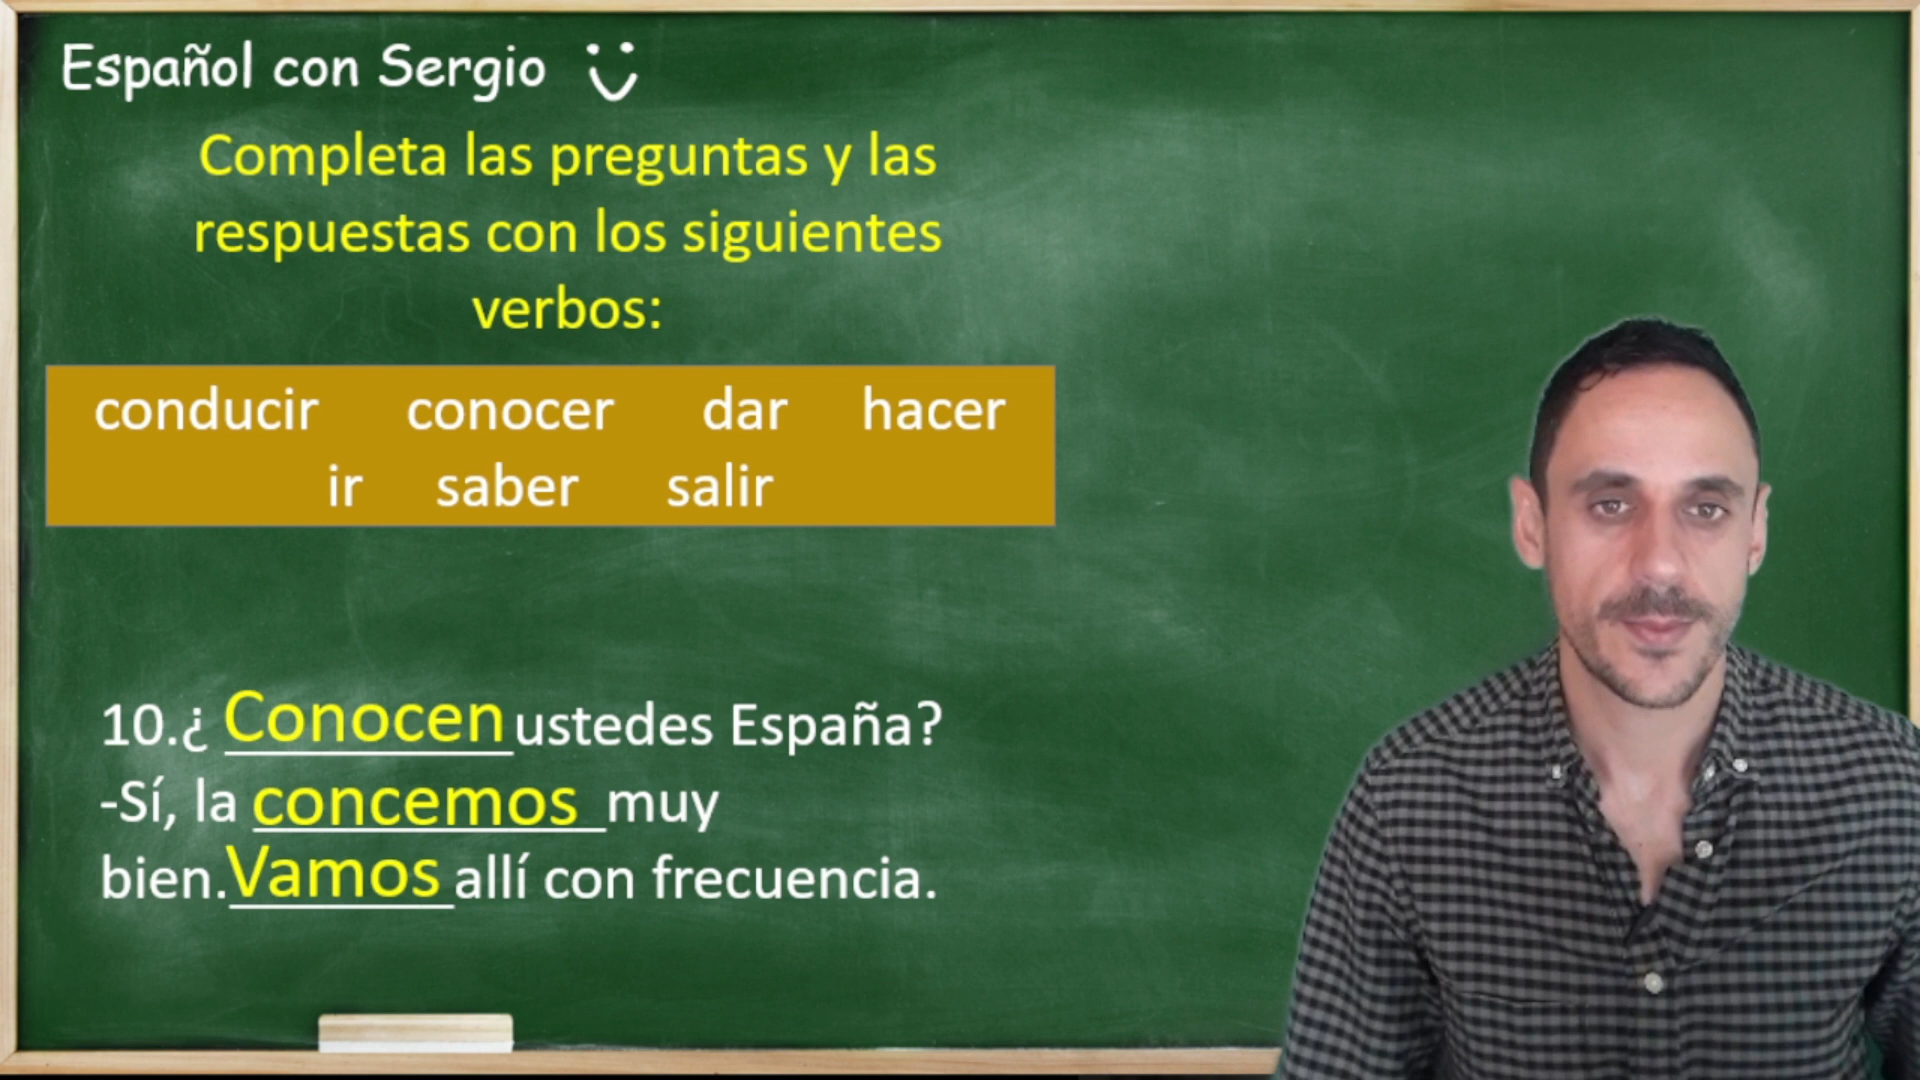 Español con Sergio
Completa las preguntas y las
respuestas con los siguientes
verbos:
conducir conocer dar hacer
ir saber salir
10.¿ Conocen ustedes España?
-Sí, la concemos muy
bien. Vamos allí con frecuencia.